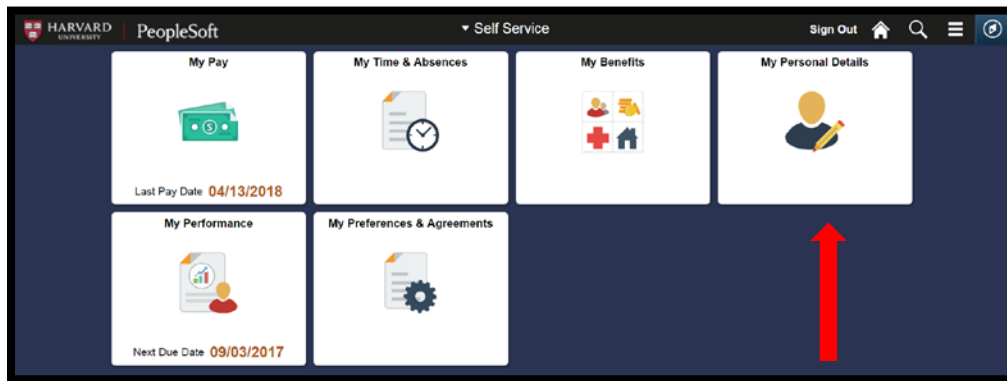 HARVARD
UNIVERSITY
PeopleSoft
Self Service
Sign Out
My Pay
My Time & Absences
My Benefits
My Personal Details
Last Pay Date 04/13/2018
My Performance
My Preferences & Agreements
Next Due Date 09/03/2017